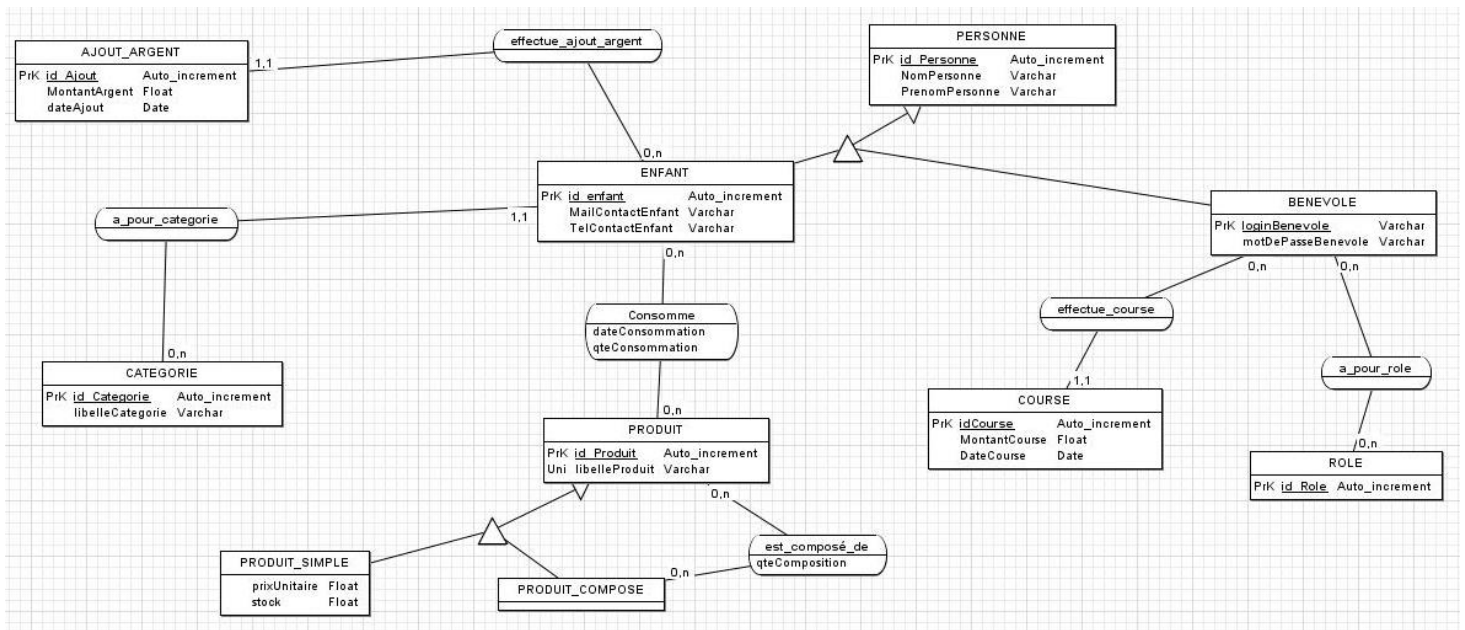 effectue_ajout_argent
AJOUT_ARGENT
PrK id_Ajout Auto_increment
MontantArgent Float
dateAjout Date
1,1
0,n
PERSONNE
PrK id_Personne Auto_increment
NomPersonne Varchar
PrenomPersonne Varchar
ENFANT
PrK id_enfant Auto_increment
MailContactEnfant Varchar
TelContactEnfant Varchar
1,1
0,n
a_pour_categorie
0,n
BENEVOLE
PrK loginBenevole Varchar
motDePasseBenevole Varchar
0,n
0,n
Consomme
dateConsommation
qteConsommation
0,n
effectue_course
1,1
a_pour_role
0,n
CATEGORIE
PrK id_Categorie Auto_increment
libelleCategorie Varchar
COURSE
PrK idCourse Auto_increment
MontantCourse Float
DateCourse Date
PRODUIT
PrK id_Produit Auto_increment
Uni libelleProduit Varchar
0,n
ROLE
PrK id_Role Auto_increment
est_composé_de
qteComposition
0,n
PRODUIT_SIMPLE
prixUnitaire Float
stock Float
PRODUIT_COMPOSE